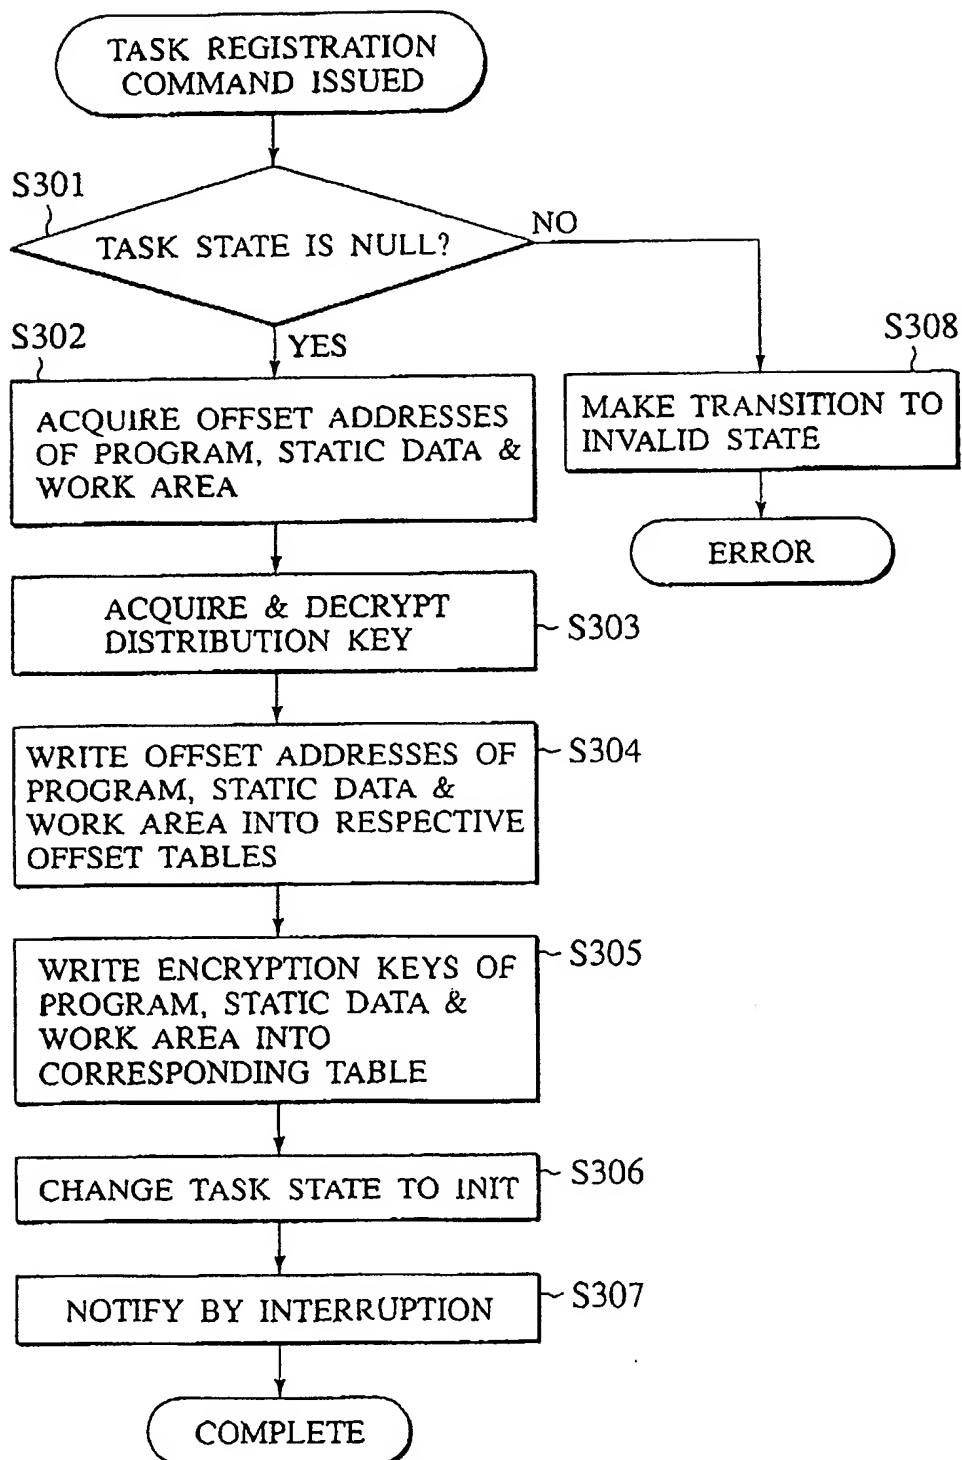 TASK REGISTRATION
COMMAND ISSUED
S301
TASK STATE IS NULL?
NO
YES
S302
ACQUIRE OFFSET ADDRESSES
OF PROGRAM, STATIC DATA &
WORK AREA
S308
MAKE TRANSITION TO
INVALID STATE
ERROR
ACQUIRE & DECRYPT
DISTRIBUTION KEY
S303
WRITE OFFSET ADDRESSES OF
PROGRAM, STATIC DATA &
WORK AREA INTO RESPECTIVE
OFFSET TABLES
S304
WRITE ENCRYPTION KEYS OF
PROGRAM, STATIC DATA &
WORK AREA INTO
CORRESPONDING TABLE
S305
CHANGE TASK STATE TO INIT
S306
NOTIFY BY INTERRUPTION
S307
COMPLETE